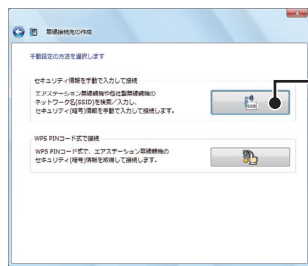 無線接続先の作成
手動設定の方法を選択します
セキュリティ情報を手動で入力して接続
エアステーション無線親機や他社製無線親機の
ネットワーク名(SSID)を検索／入力し、
セキュリティ(暗号)情報を手動で入力して接続します。
WPS PINコード式で接続
WPS PINコード式で、エアステーション無線親機の
セキュリティ(暗号)情報を取得して接続します。